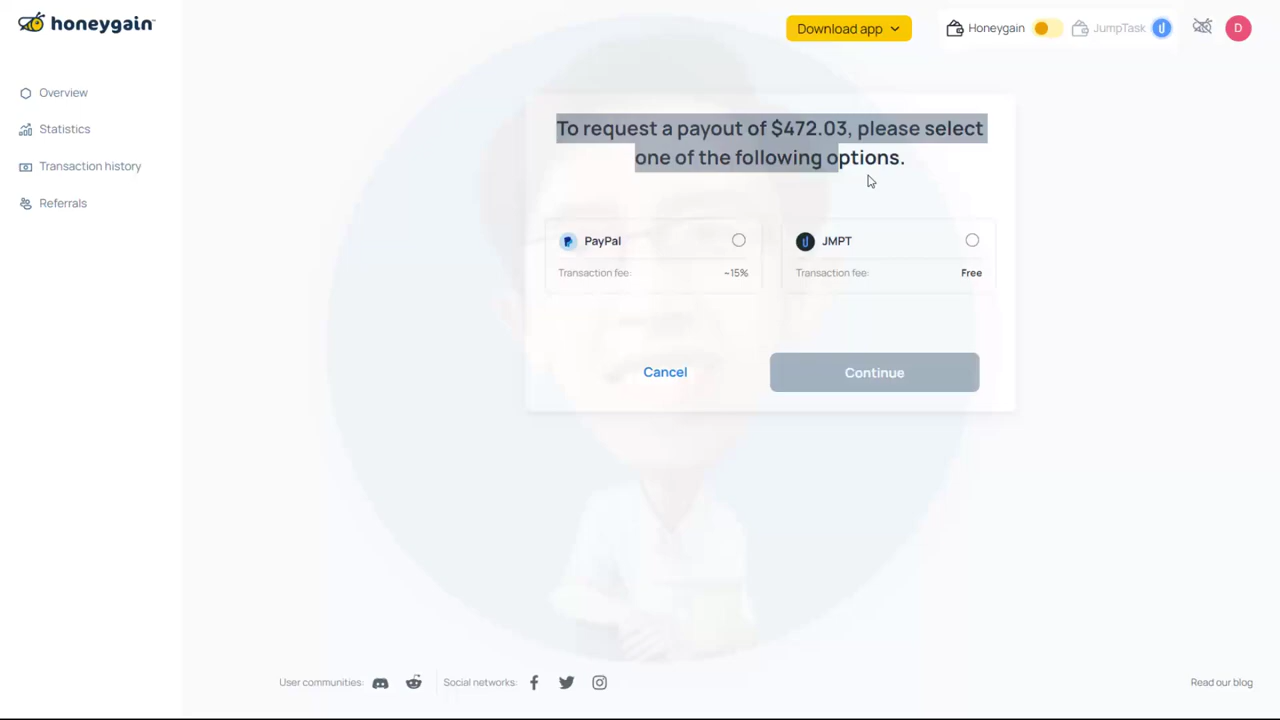 honeygain
Download app
Honeygain
JumpTask
D
Overview
Statistics
Transaction history
Referrals
To request a payout of $472.03, please select
one of the following options.
PayPal
Transaction fee: ~15%
JMPT
Transaction fee: Free
Cancel
Continue
User communities:
Social networks:
Read our blog